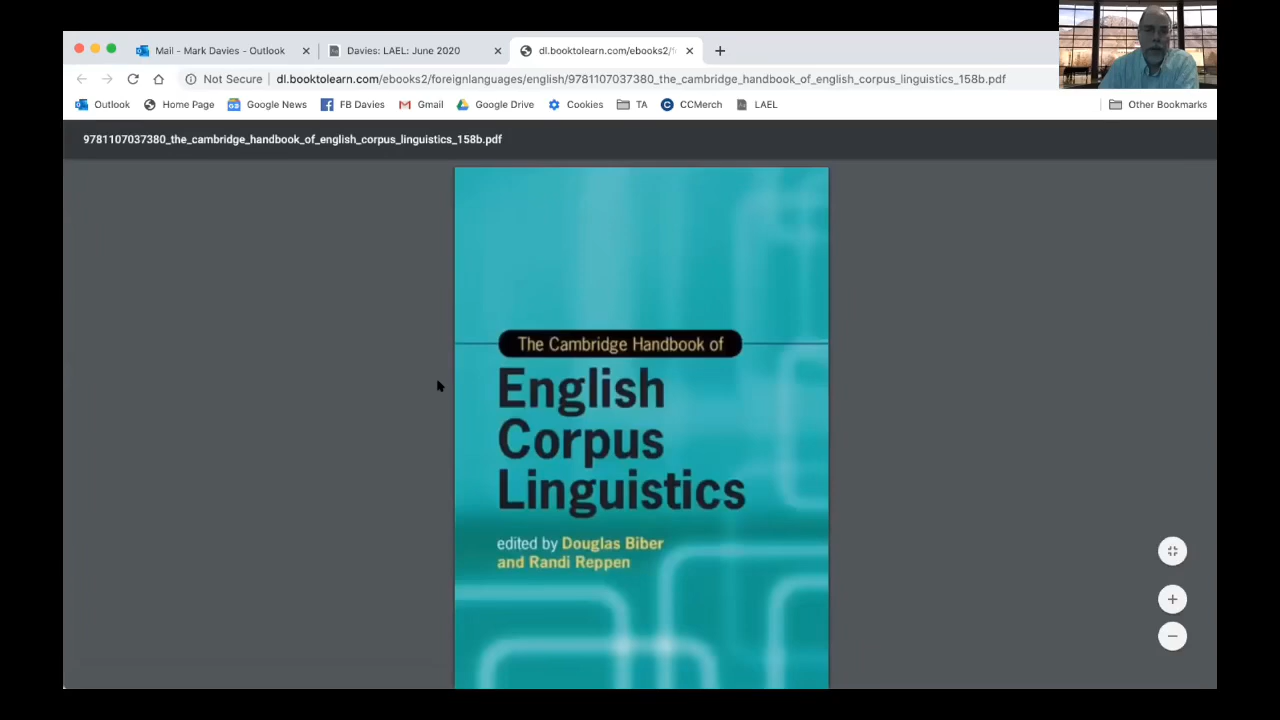 Mail - Mark Davies - Outlook
Davies: LAEL: June 2020
dl.booktolearn.com/ebooks2/f
Not Secure
dl.booktolearn.com/ebooks2/foreignlanguages/english/9781107037380_the_cambridge_handbook_of_english_corpus_linguistics_158b.pdf
Outlook Home Page Google News FB Davies Gmail Google Drive Cookies TA CCMerch LAEL Other Bookmarks
9781107037380_the_cambridge_handbook_of_english_corpus_linguistics_158b.pdf
The Cambridge Handbook of
English
Corpus
Linguistics
edited by Douglas Biber
and Randi Reppen